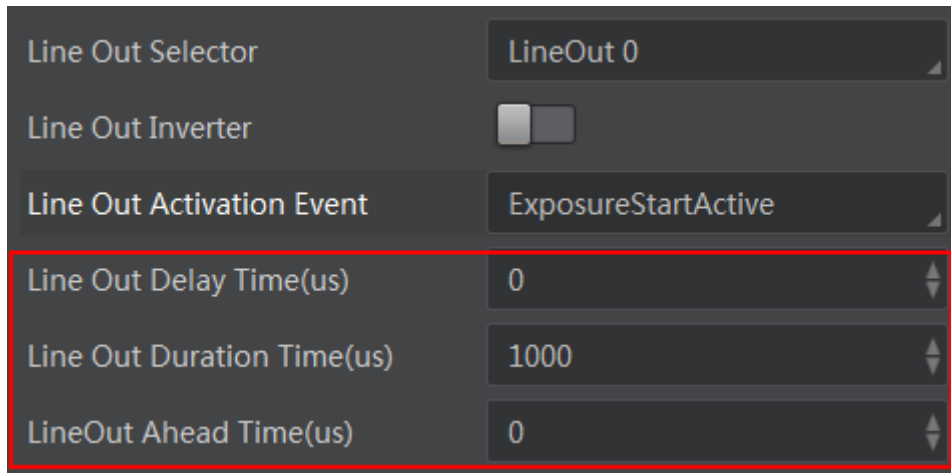 Line Out Selector LineOut 0
Line Out Inverter
Line Out Activation Event ExposureStartActive
Line Out Delay Time(us) 0
Line Out Duration Time(us) 1000
LineOut Ahead Time(us) 0